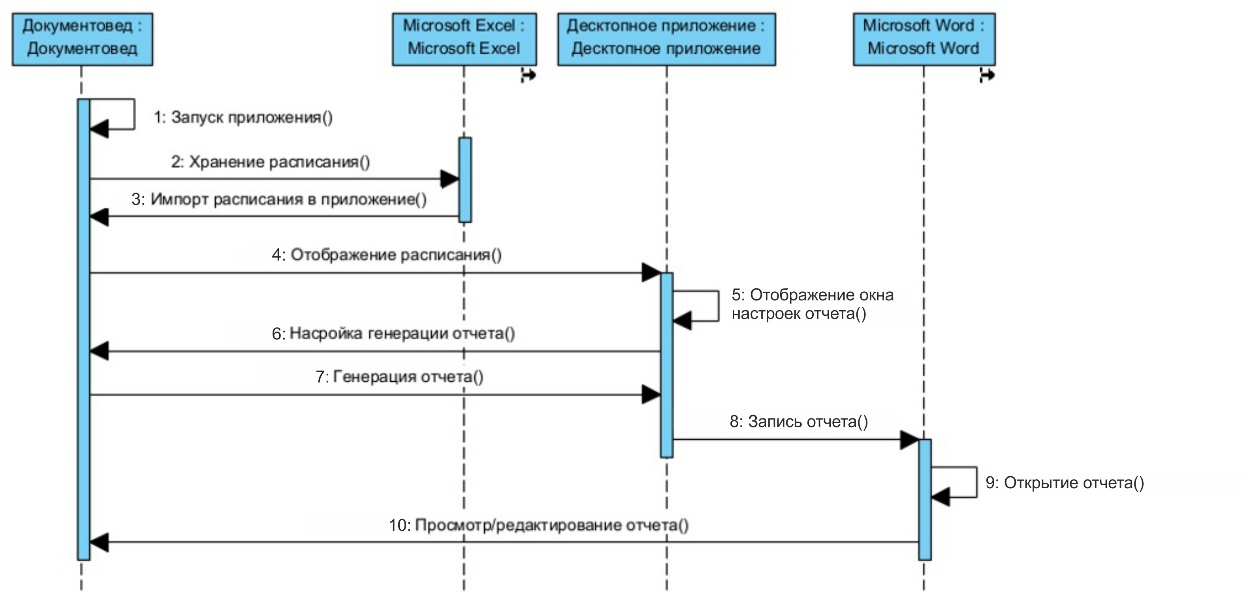 Документовед :
Документовед
Microsoft Excel :
Microsoft Excel
Десктопное приложение :
Десктопное приложение
Microsoft Word :
Microsoft Word
1: Запуск приложения()
2: Хранение расписания()
3: Импорт расписания в приложение()
4: Отображение расписания()
5: Отображение окна
настроек отчета()
6: Насройка генерации отчета()
7: Генерация отчета()
8: Запись отчета()
9: Открытие отчета()
10: Просмотр/редактирование отчета()